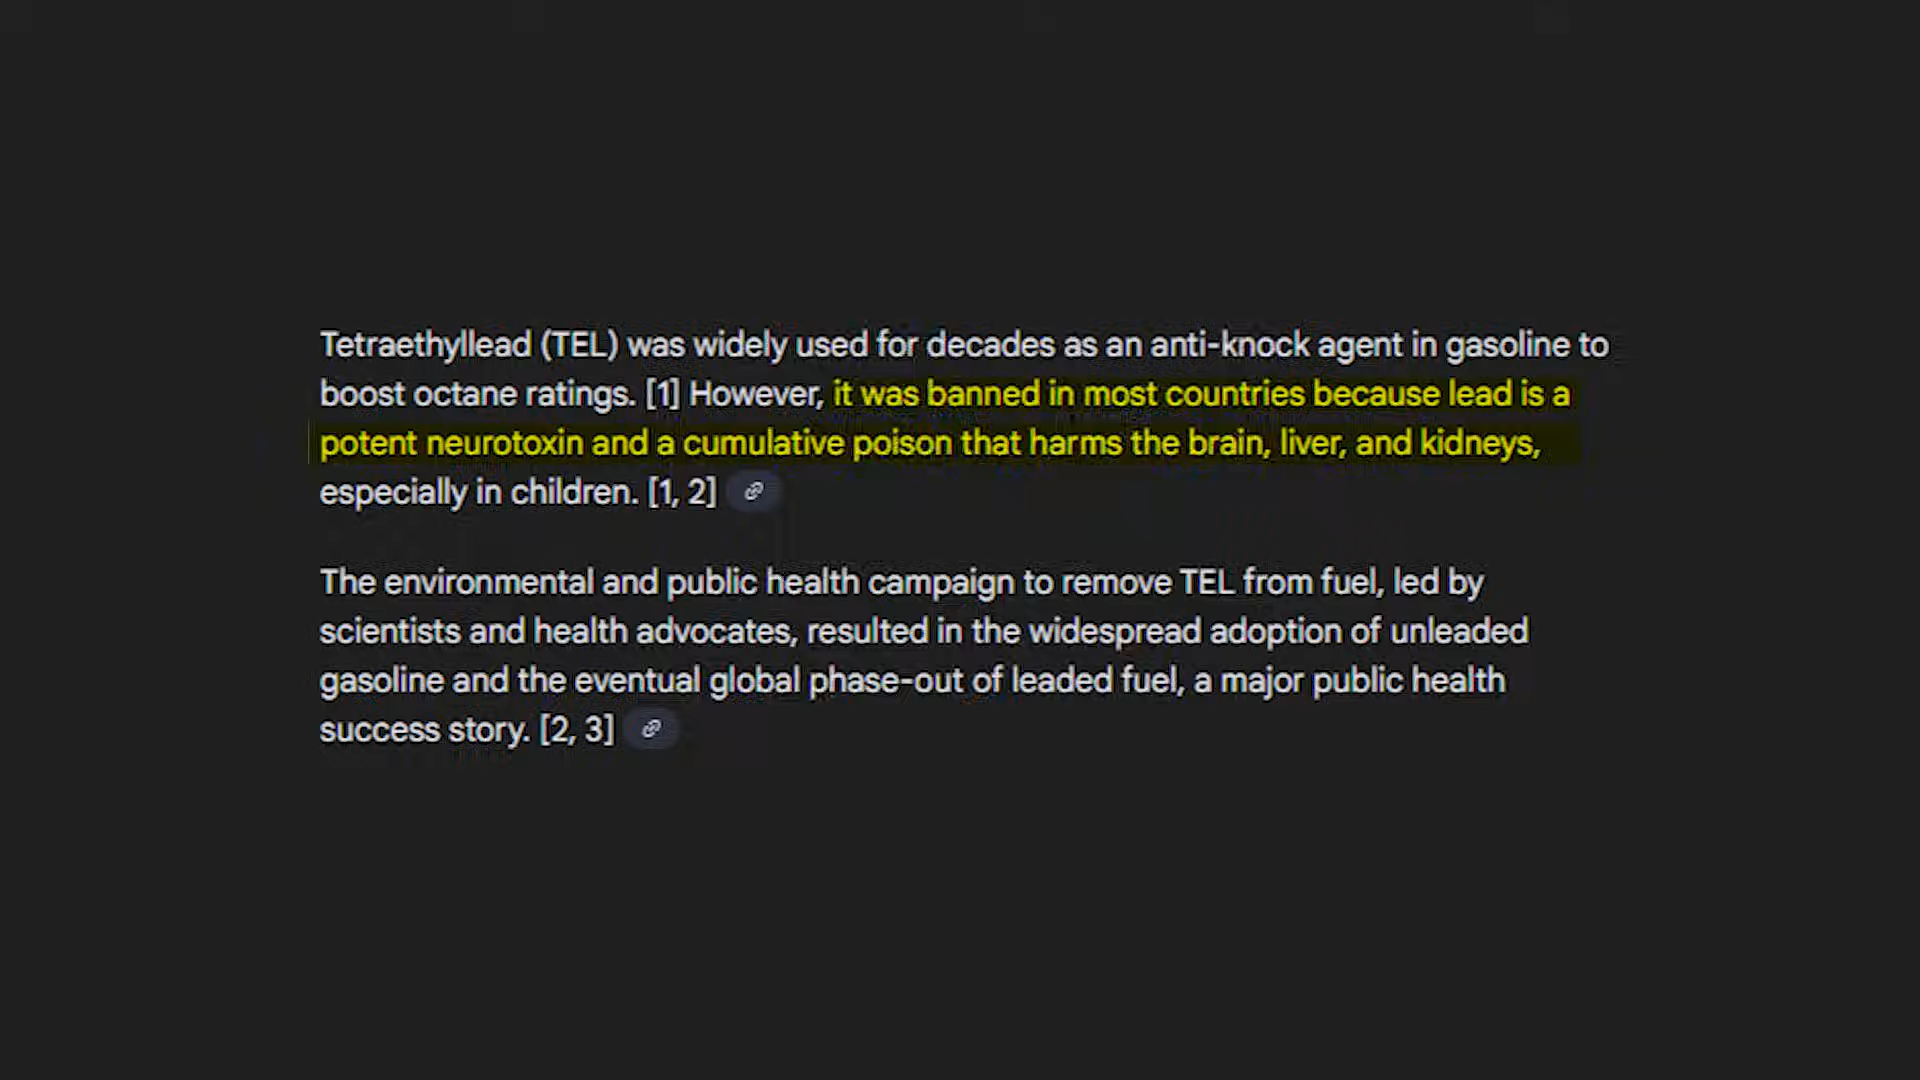 Tetraethyllead (TEL) was widely used for decades as an anti-knock agent in gasoline to
boost octane ratings. [1] However, it was banned in most countries because lead is a
potent neurotoxin and a cumulative poison that harms the brain, liver, and kidneys,
especially in children. [1, 2]
The environmental and public health campaign to remove TEL from fuel, led by
scientists and health advocates, resulted in the widespread adoption of unleaded
gasoline and the eventual global phase-out of leaded fuel, a major public health
success story. [2, 3]